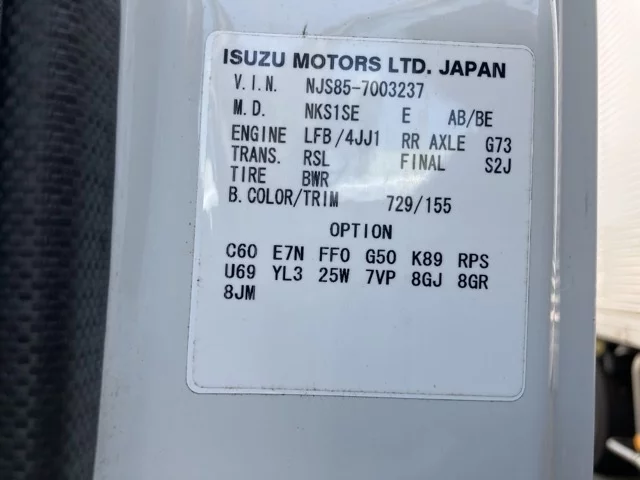 ISUZU MOTORS LTD. JAPAN
V.I.N. NJS85-7003237
M.D. NKS1SE E AB/BE
ENGINE LFB/4JJ1 RR AXLE G73
TRANS. RSL FINAL S2J
TIRE BWR
B.COLOR/TRIM 729/155
OPTION
C60 E7N FF0 G50 K89 RPS
U69 YL3 25W 7VP 8GJ 8GR
8JM